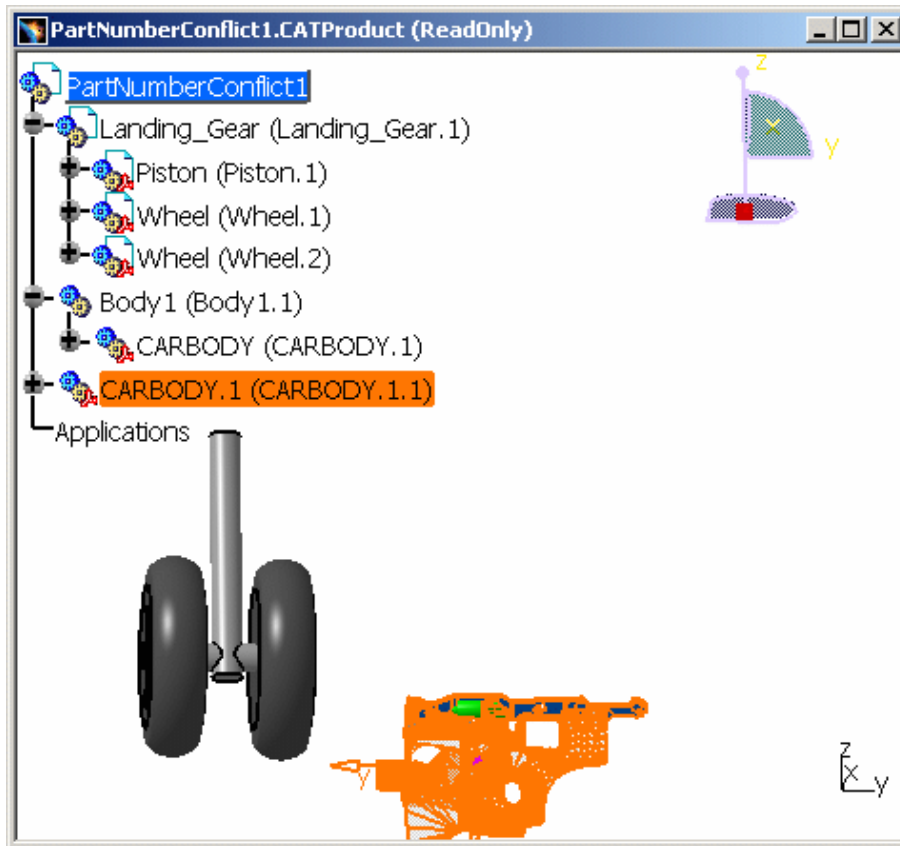 PartNumberConflict1.CATProduct (ReadOnly)
PartNumberConflict1
Landing_Gear (Landing_Gear.1)
Piston (Piston.1)
Wheel (Wheel.1)
Wheel (Wheel.2)
Body1 (Body1.1)
CARBODY (CARBODY.1)
CARBODY.1 (CARBODY.1.1)
Applications
z
x
y
y
z
x
y